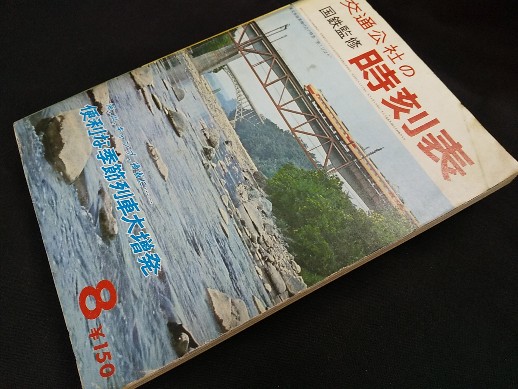 交通公社の
国鉄監修
時刻表
便利な季節列車大増発
8
¥150